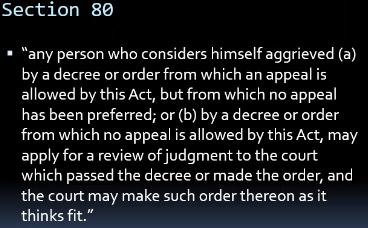 Section 80
▪ “any person who considers himself aggrieved (a)
by a decree or order from which an appeal is
allowed by this Act, but from which no appeal
has been preferred; or (b) by a decree or order
from which no appeal is allowed by this Act, may
apply for a review of judgment to the court
which passed the decree or made the order, and
the court may make such order thereon as it
thinks fit.”